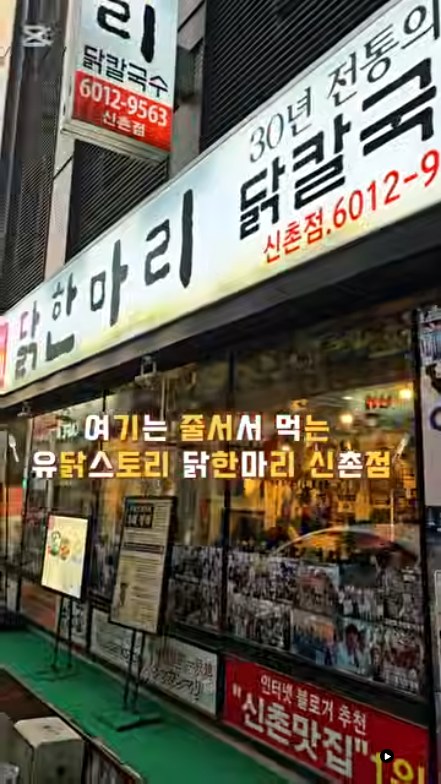 리
닭칼국수
6012-9563
신촌점
30년 전통의
닭칼국
신촌점.6012-9
닭한마리
여기는 줄서서 먹는
유닭스토리 닭한마리 신촌점
인터넷 블로거 추천
"신촌맛집"1위